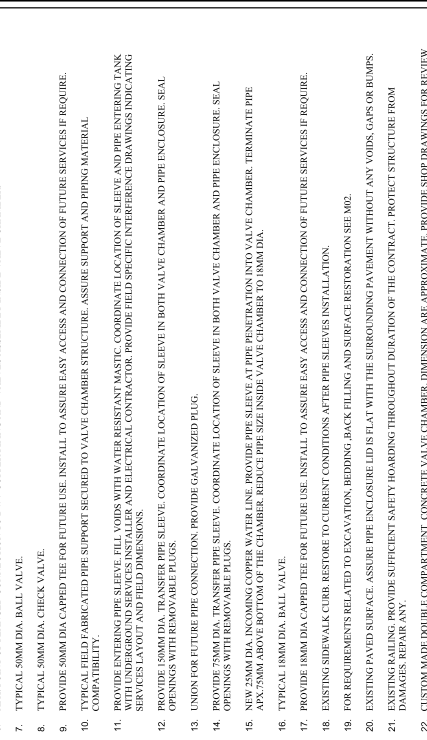 7. TYPICAL 50MM DIA. BALL VALVE.
8. TYPICAL 50MM DIA. CHECK VALVE.
9. PROVIDE 50MM DIA CAPPED TEE FOR FUTURE USE. INSTALL TO ASSURE EASY ACCESS AND CONNECTION OF FUTURE SERVICES IF REQUIRE.
10. TYPICAL FIELD FABRICATED PIPE SUPPORT SECURED TO VALVE CHAMBER STRUCTURE. ASSURE SUPPORT AND PIPING MATERIAL
COMPATIBILITY.
11. PROVIDE ENTERING PIPE SLEEVE. FILL VOIDS WITH WATER RESISTANT MASTIC. COORDINATE LOCATION OF SLEEVE AND PIPE ENTERING TANK
WITH UNDERGROUND SERVICES INSTALLER AND ELECTRICAL CONTRACTOR. PROVIDE FIELD SPECIFIC INTERFERENCE DRAWINGS INDICATING
SERVICES LAYOUT AND FIELD DIMENSIONS.
12. PROVIDE 150MM DIA. TRANSFER PIPE SLEEVE. COORDINATE LOCATION OF SLEEVE IN BOTH VALVE CHAMBER AND PIPE ENCLOSURE. SEAL
OPENINGS WITH REMOVABLE PLUGS.
13. UNION FOR FUTURE PIPE CONNECTION. PROVIDE GALVANIZED PLUG.
14. PROVIDE 75MM DIA. TRANSFER PIPE SLEEVE. COORDINATE LOCATION OF SLEEVE IN BOTH VALVE CHAMBER AND PIPE ENCLOSURE. SEAL
OPENINGS WITH REMOVABLE PLUGS.
15. NEW 25MM DIA. INCOMING COPPER WATER LINE. PROVIDE PIPE SLEEVE AT PIPE PENETRATION INTO VALVE CHAMBER. TERMINATE PIPE
APX.75MM ABOVE BOTTOM OF THE CHAMBER. REDUCE PIPE SIZE INSIDE VALVE CHAMBER TO 18MM DIA.
16. TYPICAL 18MM DIA. BALL VALVE.
17. PROVIDE 18MM DIA CAPPED TEE FOR FUTURE USE. INSTALL TO ASSURE EASY ACCESS AND CONNECTION OF FUTURE SERVICES IF REQUIRE.
18. EXISTING SIDEWALK CURB. RESTORE TO CURRENT CONDITIONS AFTER PIPE SLEEVES INSTALLATION.
19. FOR REQUIREMENTS RELATED TO EXCAVATION, BEDDING ,BACK FILLING AND SURFACE RESTORATION SEE M02.
20. EXISTING PAVED SURFACE. ASSURE PIPE ENCLOSURE LID IS FLAT WITH THE SURROUNDING PAVEMENT WITHOUT ANY VOIDS, GAPS OR BUMPS.
21. EXISTING RAILING. PROVIDE SUFFICIENT SAFETY HOARDING THROUGHOUT DURATION OF THE CONTRACT. PROTECT STRUCTURE FROM
DAMAGES, REPAIR ANY.
22. CUSTOM MADE DOUBLE COMPARTMENT CONCRETE VALVE CHAMBER. DIMENSION ARE APPROXIMATE. PROVIDE SHOP DRAWINGS FOR REVIEW